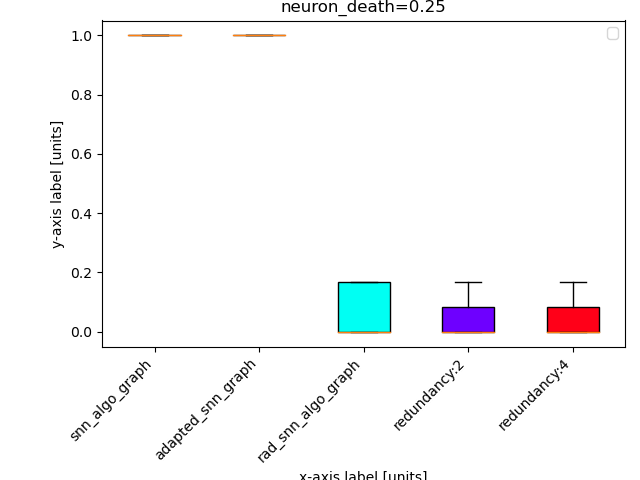 neuron_death=0.25
1.0
0.8
0.6
0.4
0.2
0.0
y-axis label [units]
snn_algo_graph
adapted_snn_graph
rad_snn_algo_graph
redundancy:2
redundancy:4
x-axis label [units]